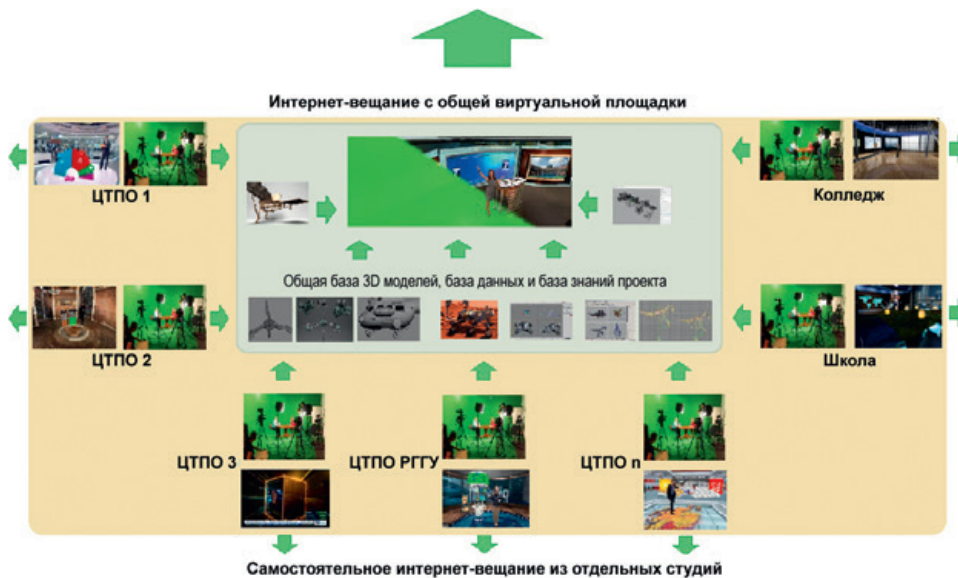 Интернет-вещание с общей виртуальной площадки
ЦТПО 1
Колледж
Общая база 3D моделей, база данных и база знаний проекта
ЦТПО 2
Школа
ЦТПО 3
ЦТПО РГГУ
ЦТПО n
Самостоятельное интернет-вещание из отдельных студий